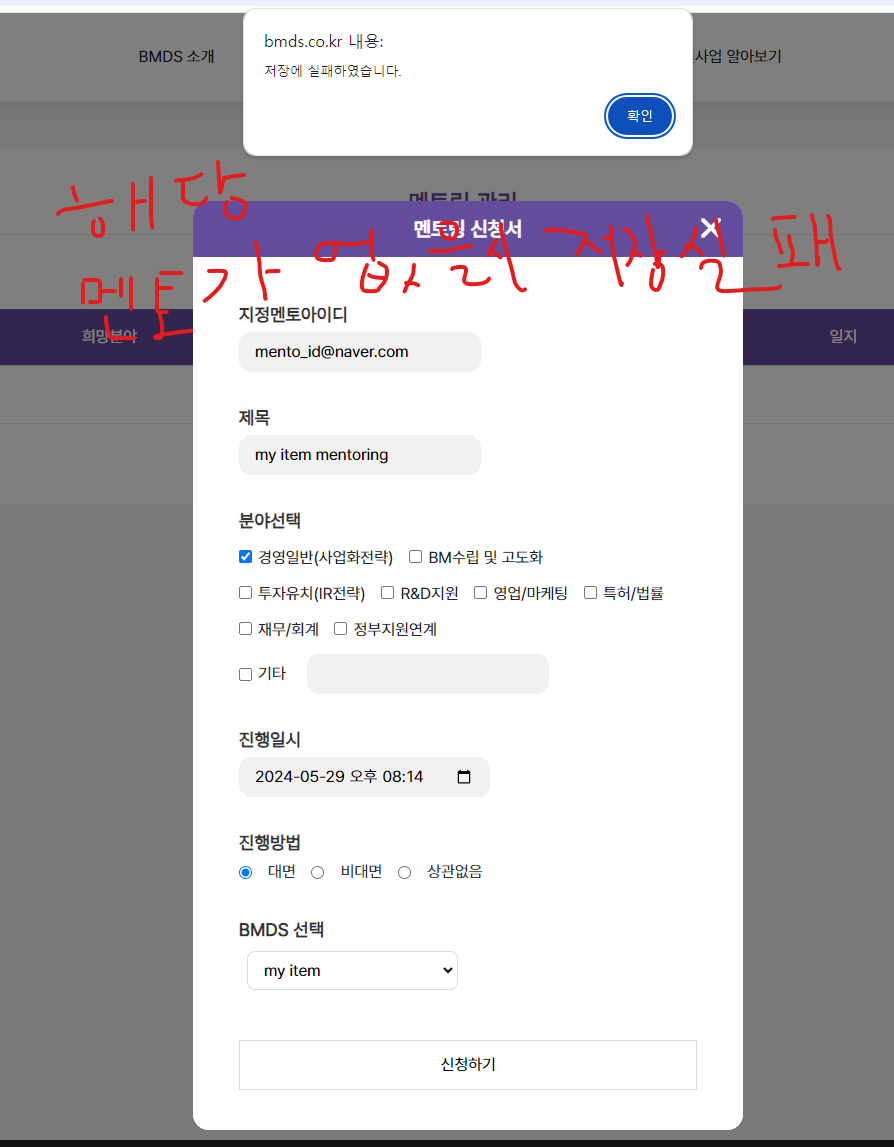 bmds.co.kr 내용:
저장에 실패하였습니다.
확인
BMDS 소개
사업 알아보기
멘토링 관리
멘토링 신청서
해당
멘토가 없을시 저장실패
희망분야
일지
지정멘토아이디
mento_id@naver.com
제목
my item mentoring
분야선택
경영일반(사업화전략) BM수립 및 고도화
투자유치(IR전략) R&D지원 영업/마케팅 특허/법률
재무/회계 정부지원연계
기타
진행일시
2024-05-29 오후 08:14
진행방법
대면 비대면 상관없음
BMDS 선택
my item
신청하기